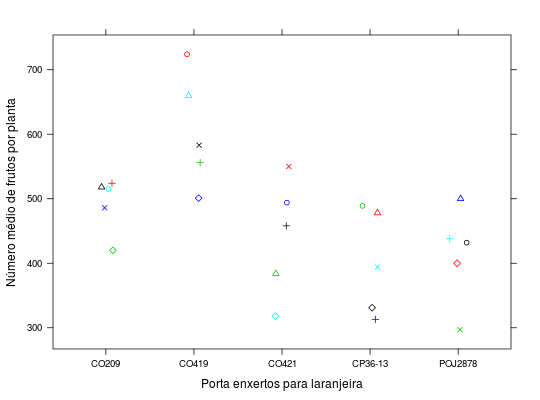 Número médio de frutos por planta
700
600
500
400
300
CO209 CO419 CO421 CP36-13 POJ2878
Porta enxertos para laranjeira